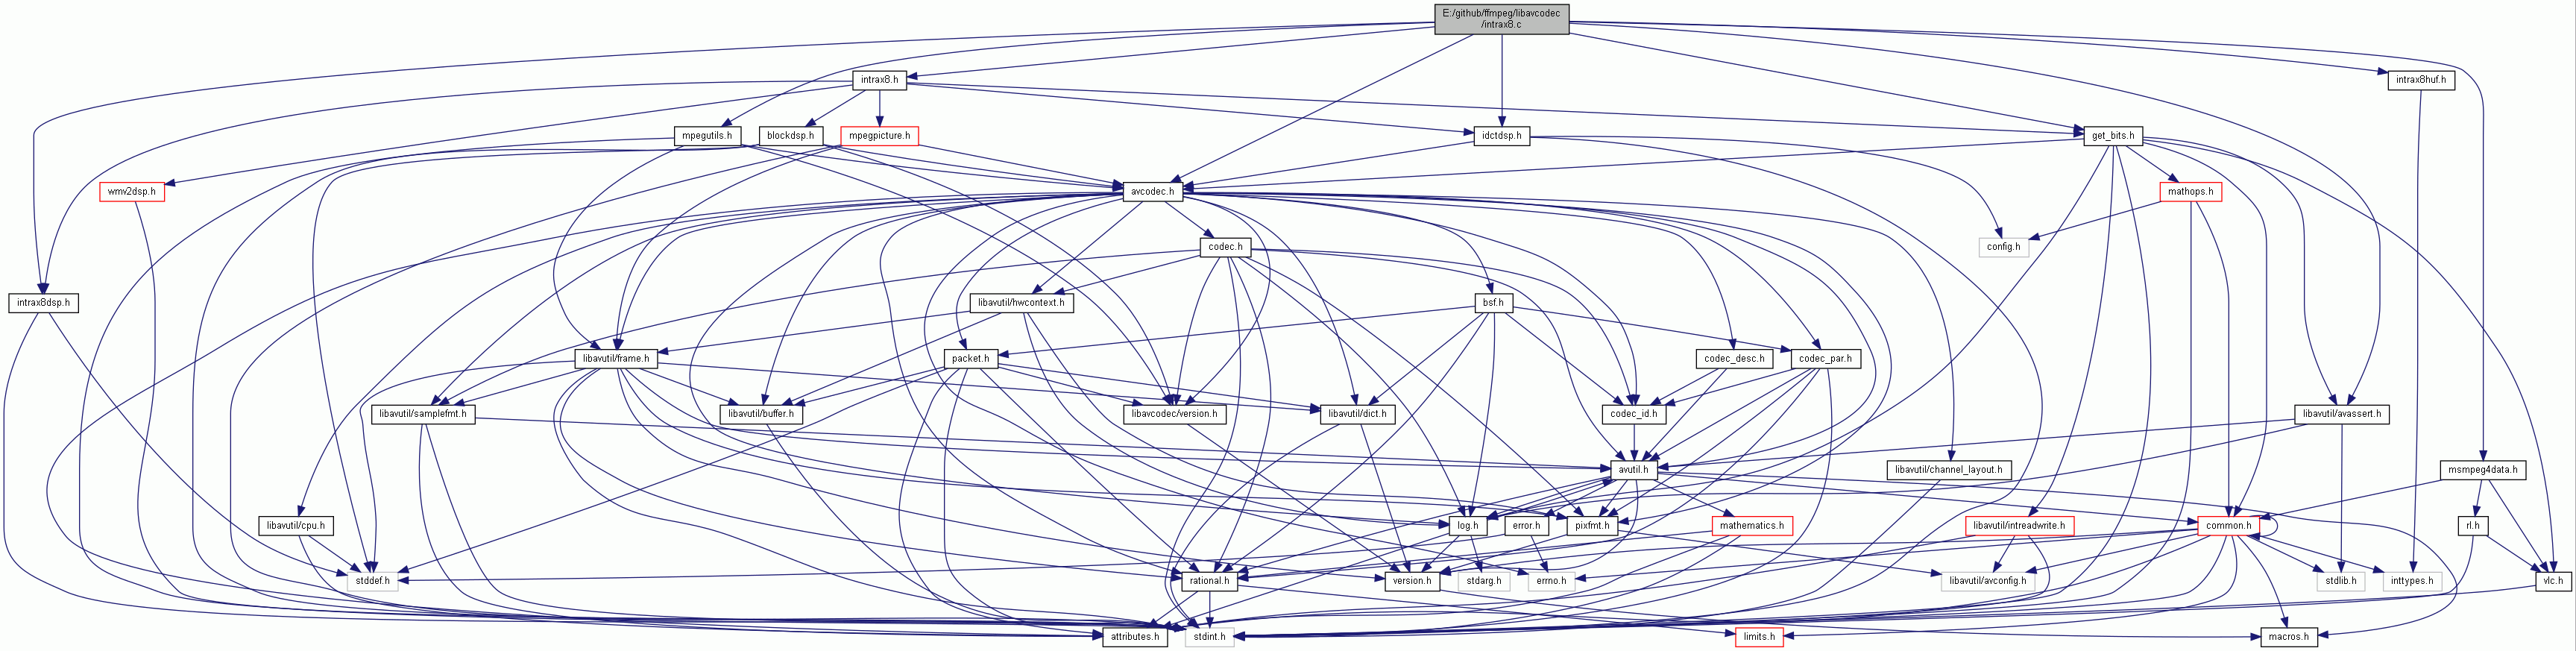 E:/github/ffmpeg/libavcodec
/intrax8.c
intrax8.h
intrax8huf.h
mpegutils.h
blockdsp.h
mpegpicture.h
idctdsp.h
get_bits.h
wmv2dsp.h
avcodec.h
mathops.h
codec.h
config.h
intrax8dsp.h
libavutil/hwcontext.h
bsf.h
libavutil/frame.h
packet.h
codec_desc.h
codec_par.h
libavutil/samplefmt.h
libavutil/buffer.h
libavcodec/version.h
libavutil/dict.h
codec_id.h
libavutil/avassert.h
avutil.h
libavutil/channel_layout.h
msmpeg4data.h
libavutil/cpu.h
log.h
error.h
pixfmt.h
mathematics.h
libavutil/intreadwrite.h
common.h
rl.h
stddef.h
rational.h
version.h
stdarg.h
errno.h
libavutil/avconfig.h
stdlib.h
inttypes.h
vlc.h
attributes.h
stdint.h
limits.h
macros.h